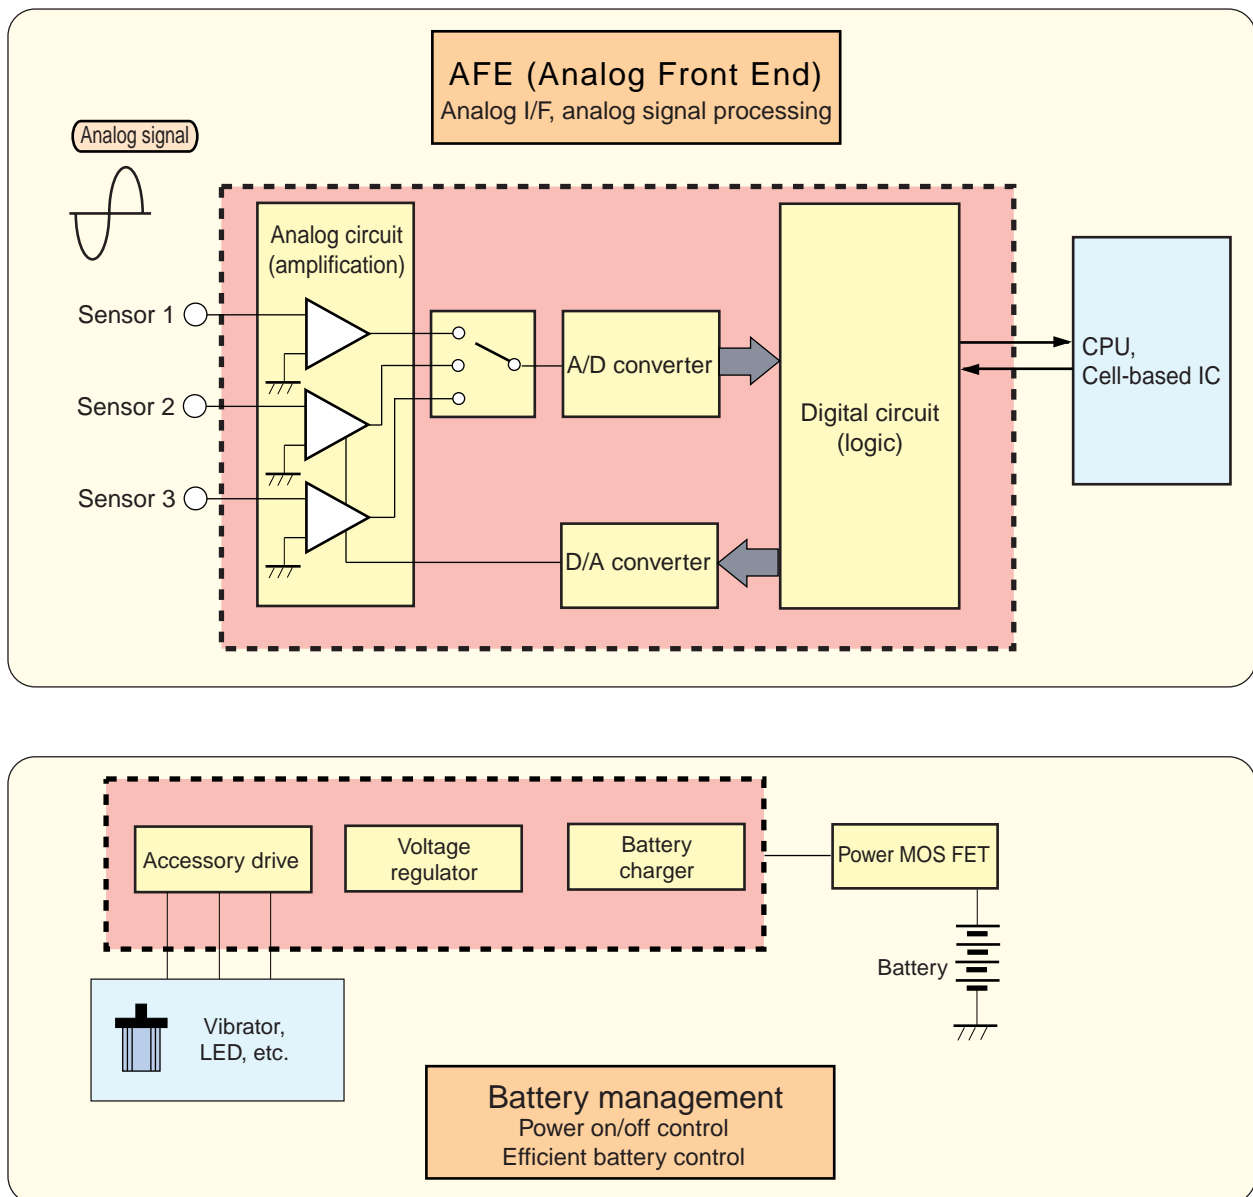 AFE (Analog Front End)
Analog I/F, analog signal processing
Analog signal
Analog circuit
(amplification)
Sensor 1
Sensor 2
Sensor 3
A/D converter
D/A converter
Digital circuit
(logic)
CPU,
Cell-based IC
Accessory drive
Voltage
regulator
Battery
charger
Power MOS FET
Battery
Vibrator,
LED, etc.
Battery management
Power on/off control
Efficient battery control